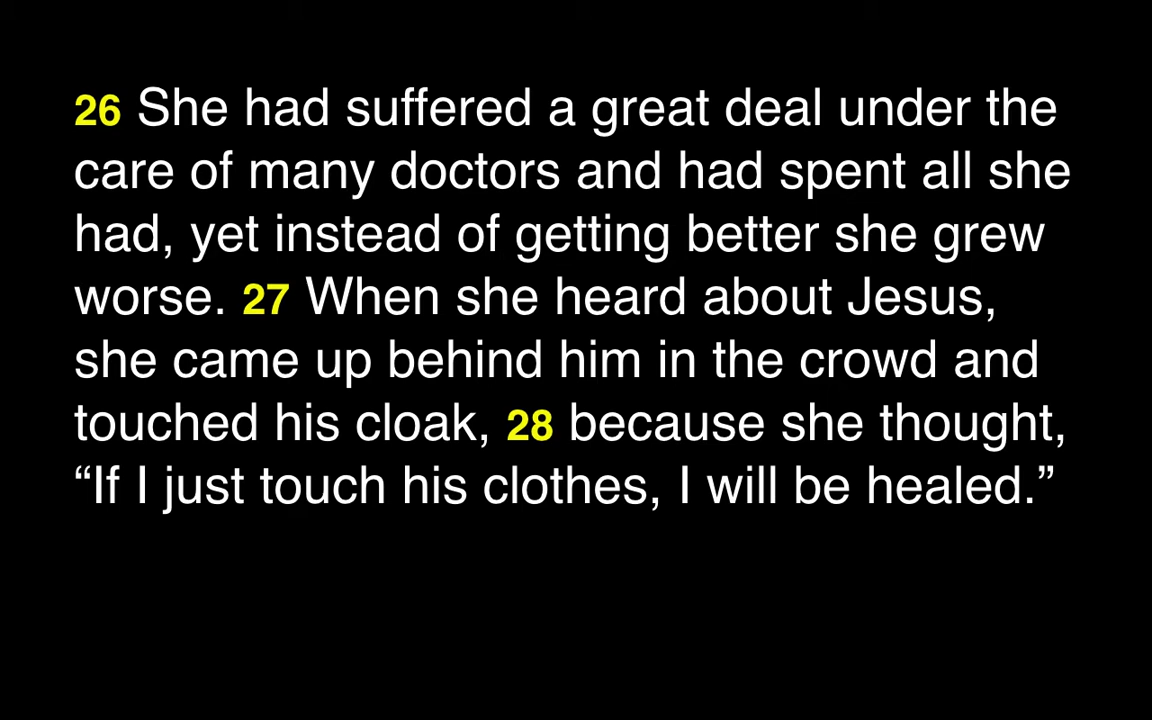 26 She had suffered a great deal under the
care of many doctors and had spent all she
had, yet instead of getting better she grew
worse. 27 When she heard about Jesus,
she came up behind him in the crowd and
touched his cloak, 28 because she thought,
“If I just touch his clothes, I will be healed.”